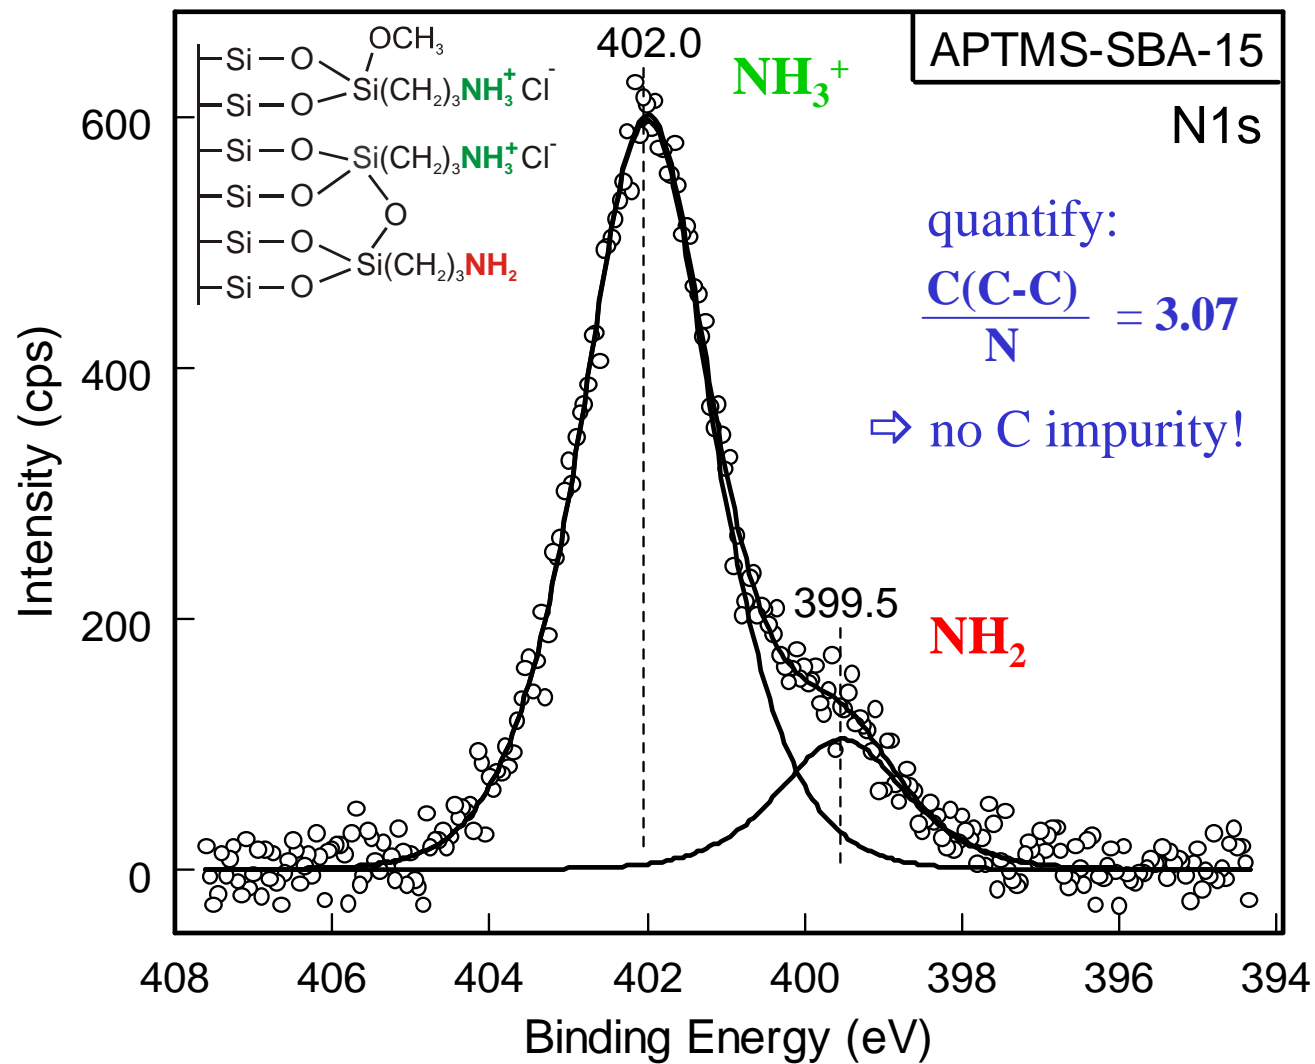 APTMS-SBA-15
N1s
402.0
NH₃⁺
OCH₃
Si
O
Si(CH₂)₃NH₃⁺Cl⁻
Si
O
Si
O
Si(CH₂)₃NH₃⁺Cl⁻
Si
O
O
Si
O
Si(CH₂)₃NH₂
Si
O
quantify:
C(C-C)
N
= 3.07
⇨ no C impurity!
399.5
NH₂
600
400
200
0
Intensity (cps)
408 406 404 402 400 398 396 394
Binding Energy (eV)